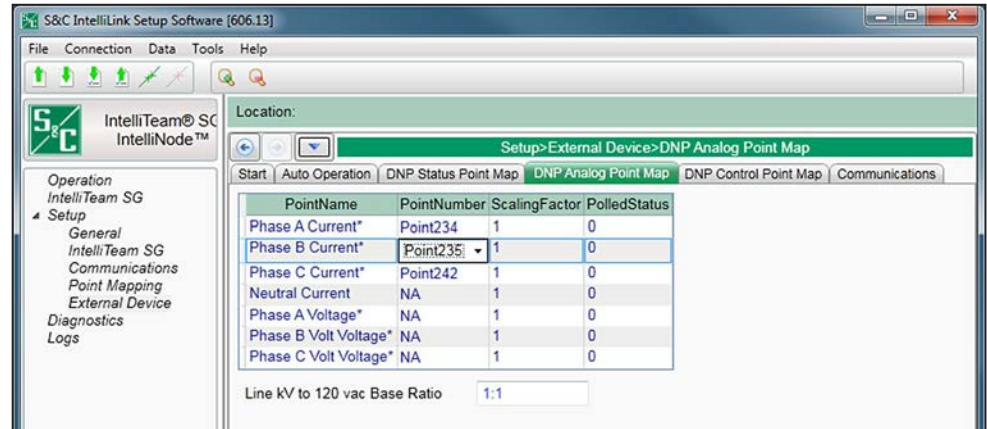 S&C IntelliLink Setup Software [606.13]
File Connection Data Tools Help
S&C
IntelliTeam® SG
IntelliNode™
Location:
Setup>External Device>DNP Analog Point Map
Start Auto Operation DNP Status Point Map DNP Analog Point Map DNP Control Point Map Communications
Operation
IntelliTeam SG
Setup
General
IntelliTeam SG
Communications
Point Mapping
External Device
Diagnostics
Logs
PointName PointNumber ScalingFactor PolledStatus
Phase A Current* Point234 1 0
Phase B Current* Point235 1 0
Phase C Current* Point242 1 0
Neutral Current NA 1 0
Phase A Voltage* NA 1 0
Phase B Volt Voltage* NA 1 0
Phase C Volt Voltage* NA 1 0
Line kV to 120 vac Base Ratio 1:1